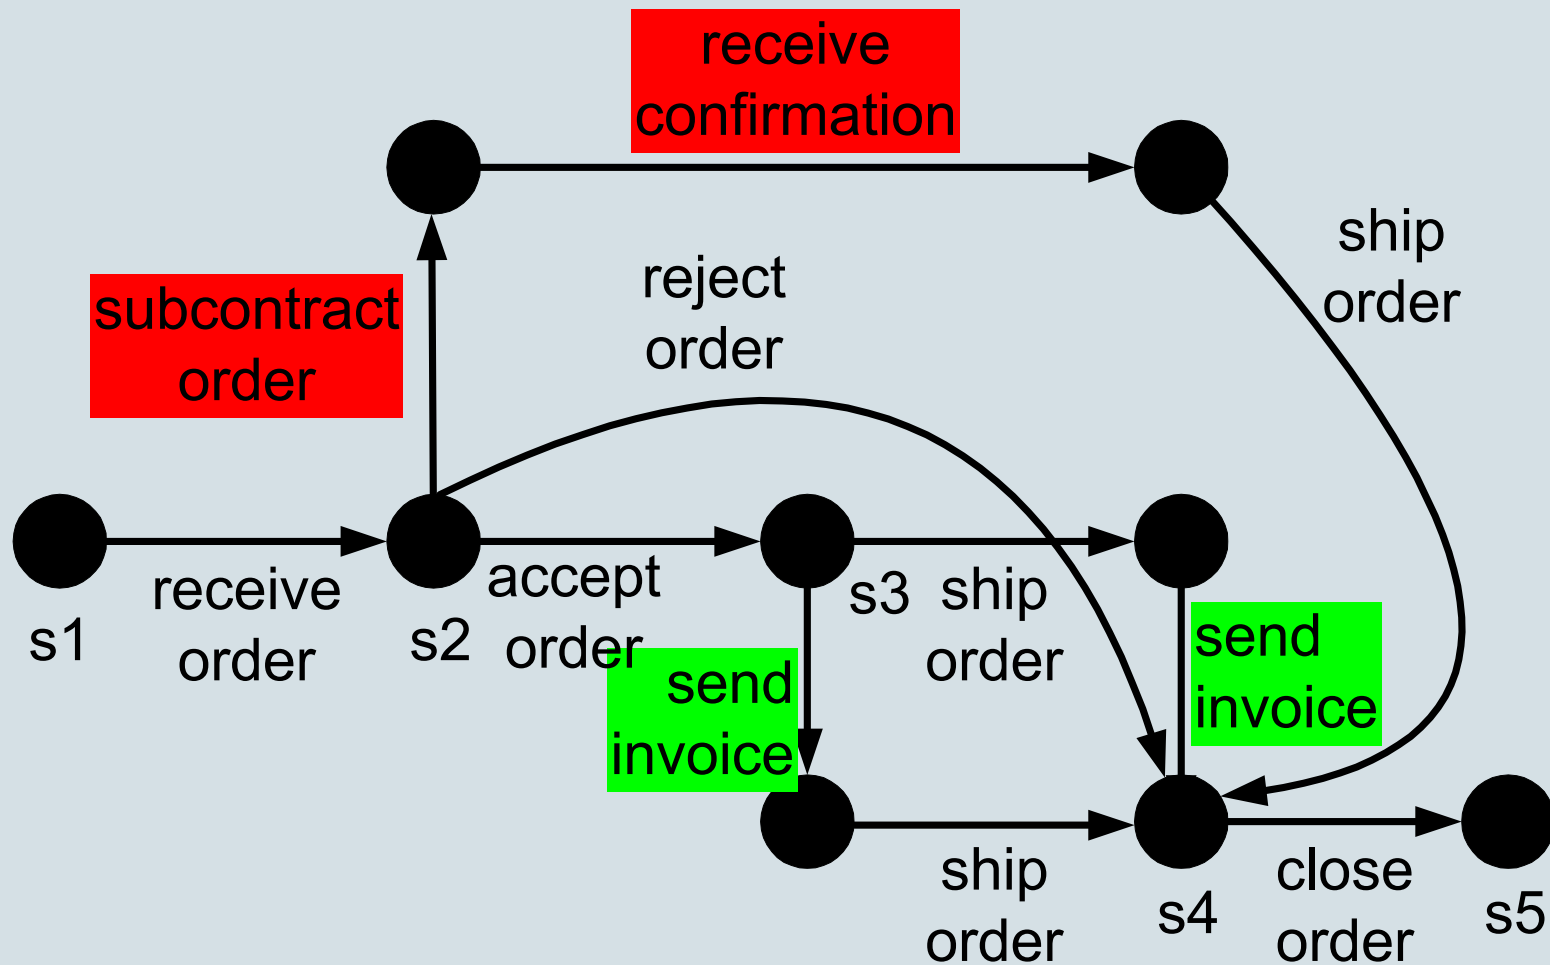 receive
confirmation
ship
order
reject
order
subcontract
order
receive
order
s1
s2
accept
order
s3
ship
order
send
invoice
send
invoice
ship
order
s4
close
order
s5